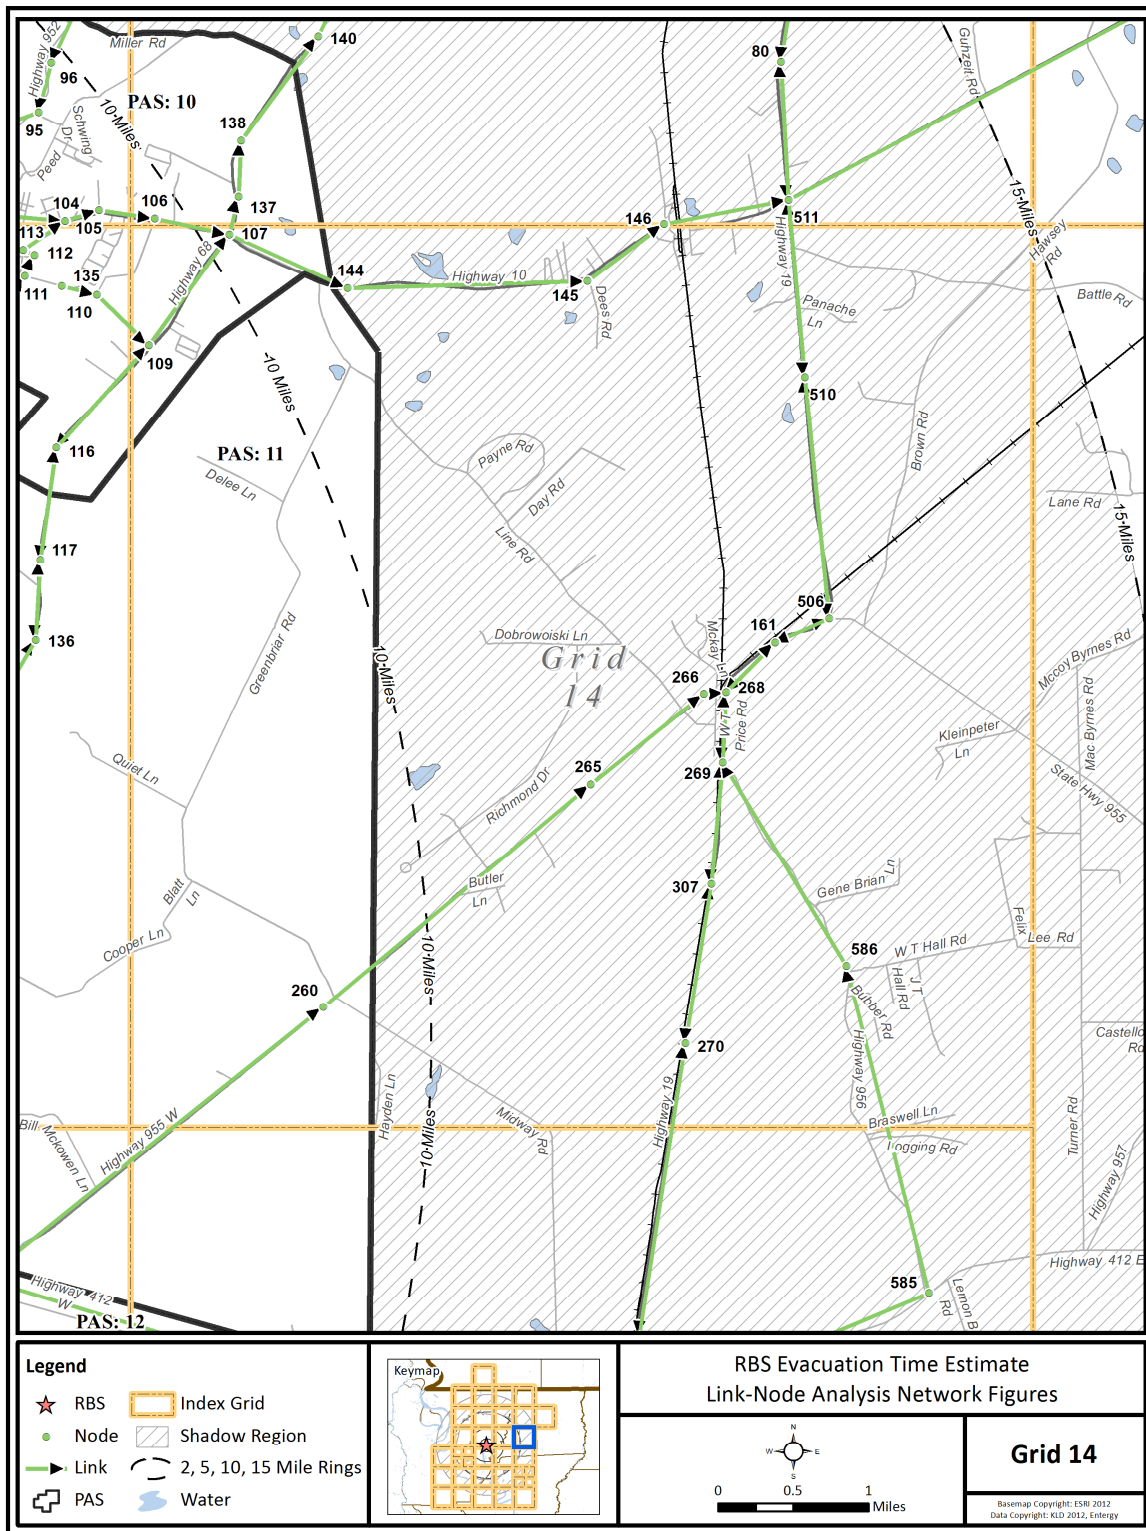 Highway 952
Miller Rd
140
96
10 Miles
PAS: 10
95
Schwing Dr
Peed
138
80
Guhzeit Rd
15 Miles
104
106
137
113
105
107
146
511
112
111
135
110
Highway 68
144
Highway 10
145
Dees Rd
Highway 19
Panache Ln
Hawsey Rd
Battle Rd
109
10 Miles
510
116
PAS: 11
Delee Ln
Payne Rd
Day Rd
Line Rd
Brown Rd
Lane Rd
15 Miles
117
136
Greenbriar Rd
10 Miles
Dobrowoiski Ln
Grid
14
Mckay Ln
161
506
266
268
W T
Price Rd
Mccoy Byrnes Rd
Mac Byrnes Rd
Kleinpeter Ln
State Hwy 955
Quiet Ln
265
269
Richmond Dr
Blatt Ln
Cooper Ln
Butler Ln
307
Gene Brian Ln
Felix
Lee Rd
W T Hall Rd
586
J T Hall Rd
Bubber Rd
10 Miles
260
270
Castello Rd
Highway 956
Hayden Ln
10 Miles
Midway Rd
Highway 19
Braswell Ln
Logging Rd
Turner Rd
Highway 957
Bill
Mckowen Ln
Highway 955 W
Highway 412 E
585
Lemon B
Rd
Highway 412 W
PAS: 12
Legend
RBS
Index Grid
Node
Shadow Region
Link
2, 5, 10, 15 Mile Rings
PAS
Water
Keymap
RBS Evacuation Time Estimate
Link-Node Analysis Network Figures
N
W
E
S
0 0.5 1
Miles
Grid 14
Basemap Copyright: ESRI 2012
Data Copyright: KLD 2012, Entergy